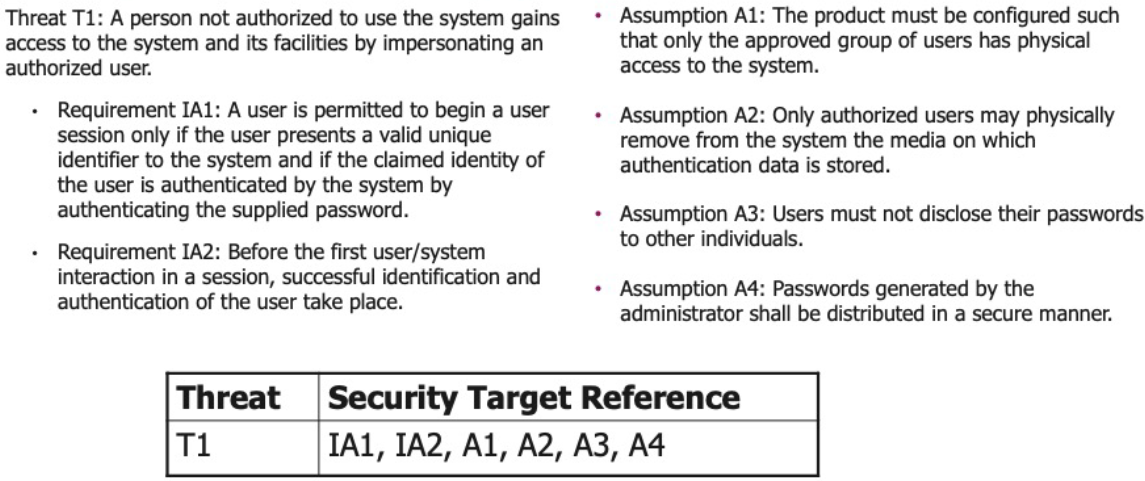 Threat T1: A person not authorized to use the system gains
access to the system and its facilities by impersonating an
authorized user.
• Requirement IA1: A user is permitted to begin a user
session only if the user presents a valid unique
identifier to the system and if the claimed identity of
the user is authenticated by the system by
authenticating the supplied password.
• Requirement IA2: Before the first user/system
interaction in a session, successful identification and
authentication of the user take place.
• Assumption A1: The product must be configured such
that only the approved group of users has physical
access to the system.
• Assumption A2: Only authorized users may physically
remove from the system the media on which
authentication data is stored.
• Assumption A3: Users must not disclose their passwords
to other individuals.
• Assumption A4: Passwords generated by the
administrator shall be distributed in a secure manner.
Threat Security Target Reference
T1 IA1, IA2, A1, A2, A3, A4